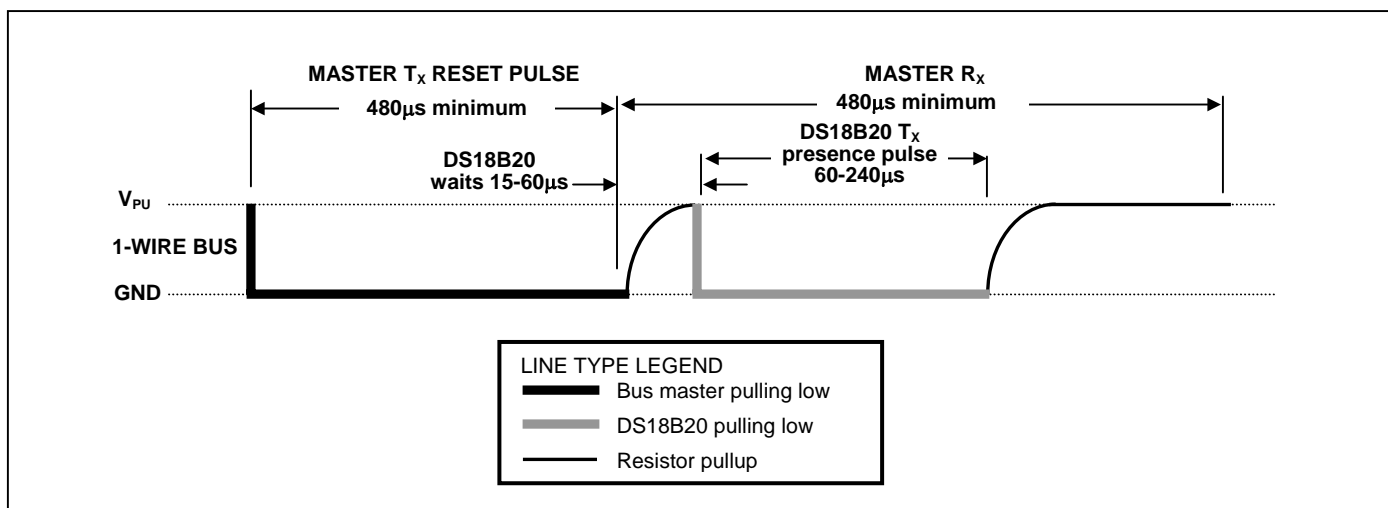 MASTER TX RESET PULSE
480μs minimum
MASTER RX
480μs minimum
DS18B20 TX
presence pulse
60-240μs
DS18B20
waits 15-60μs
VPU
1-WIRE BUS
GND
LINE TYPE LEGEND
Bus master pulling low
DS18B20 pulling low
Resistor pullup